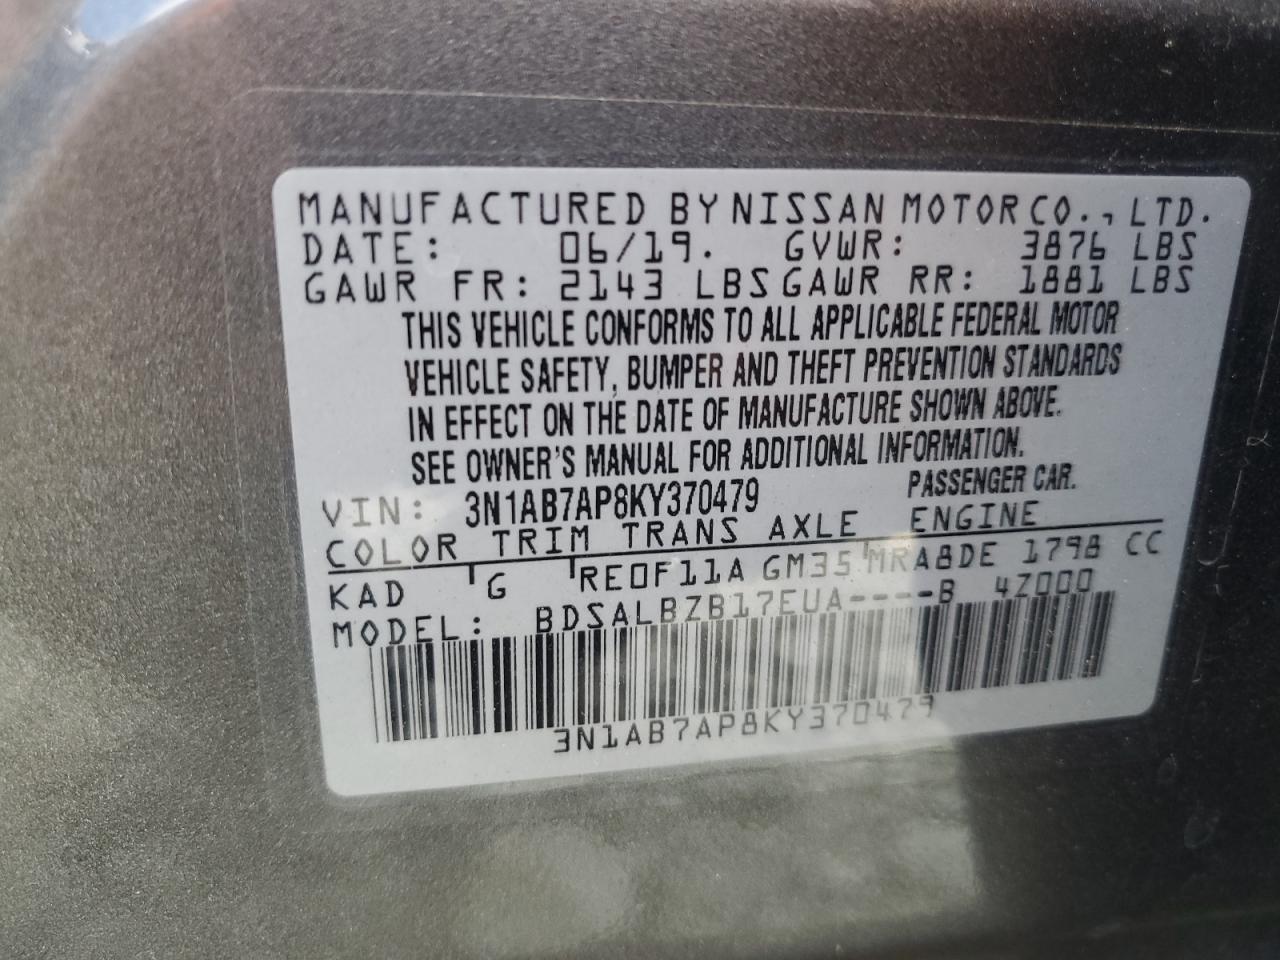 MANUFACTURED BY NISSAN MOTOR CO., LTD.
DATE: 06/19. GVWR: 3876 LBS
GAWR FR: 2143 LBS GAWR RR: 1881 LBS
THIS VEHICLE CONFORMS TO ALL APPLICABLE FEDERAL MOTOR
VEHICLE SAFETY, BUMPER AND THEFT PREVENTION STANDARDS
IN EFFECT ON THE DATE OF MANUFACTURE SHOWN ABOVE.
SEE OWNER'S MANUAL FOR ADDITIONAL INFORMATION.
VIN: 3N1AB7AP8KY370479 PASSENGER CAR.
COLOR TRIM TRANS AXLE ENGINE
KAD G RE0F11A GM35 MRA8DE 1798 CC
MODEL: BDSALBZB17EUA----B 4Z000
3N1AB7AP8KY370479